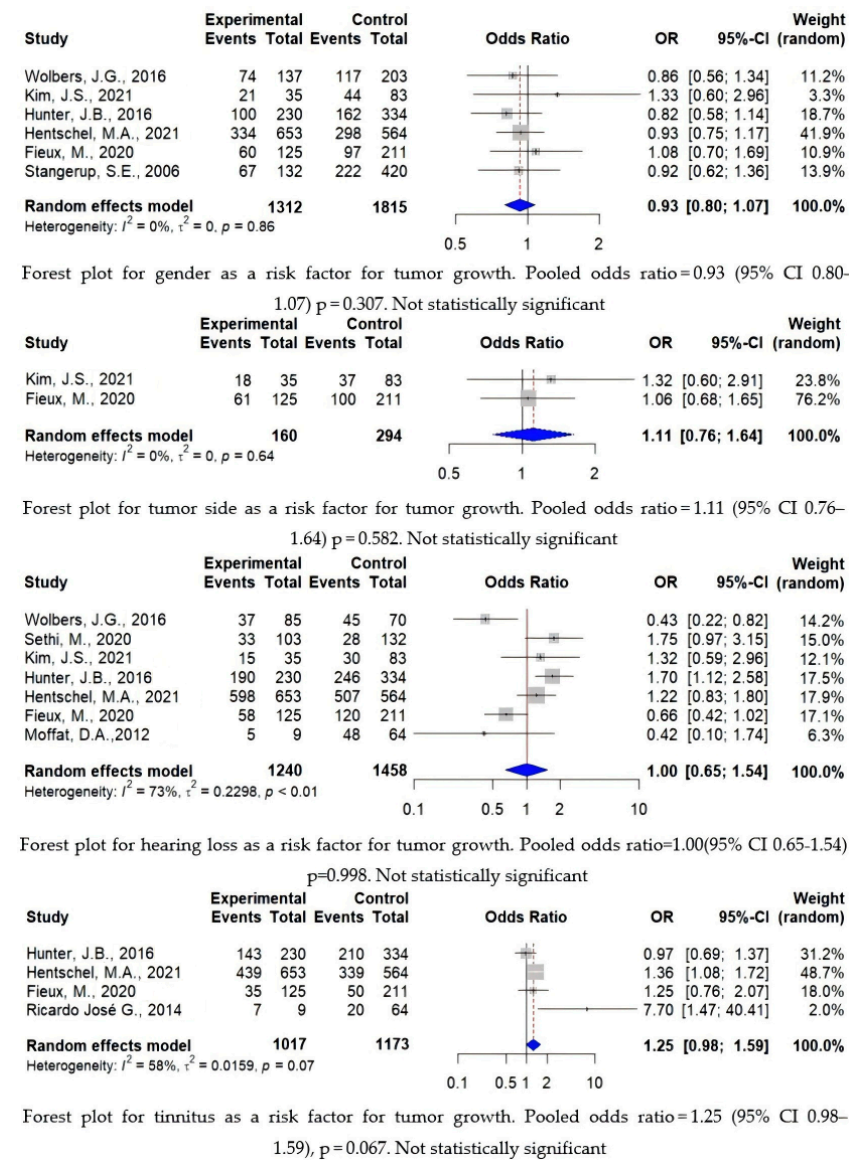 Experimental Control Weight
Study Events Total Events Total Odds Ratio OR 95%-CI (random)
Wolbers, J.G., 2016 74 137 117 203 0.86 [0.56; 1.34] 11.2%
Kim, J.S., 2021 21 35 44 83 1.33 [0.60; 2.96] 3.3%
Hunter, J.B., 2016 100 230 162 334 0.82 [0.58; 1.14] 18.7%
Hentschel, M.A., 2021 334 653 298 564 0.93 [0.75; 1.17] 41.9%
Fieux, M., 2020 60 125 97 211 1.08 [0.70; 1.69] 10.9%
Stangerup, S.E., 2006 67 132 222 420 0.92 [0.62; 1.36] 13.9%
Random effects model 1312 1815 0.93 [0.80; 1.07] 100.0%
Heterogeneity: I² = 0%, τ² = 0, p = 0.86
0.5 1 2
Forest plot for gender as a risk factor for tumor growth. Pooled odds ratio=0.93 (95% CI 0.80-
1.07) p=0.307. Not statistically significant
Experimental Control Weight
Study Events Total Events Total Odds Ratio OR 95%-CI (random)
Kim, J.S., 2021 18 35 37 83 1.32 [0.60; 2.91] 23.8%
Fieux, M., 2020 61 125 100 211 1.06 [0.68; 1.65] 76.2%
Random effects model 160 294 1.11 [0.76; 1.64] 100.0%
Heterogeneity: I² = 0%, τ² = 0, p = 0.64
0.5 1 2
Forest plot for tumor side as a risk factor for tumor growth. Pooled odds ratio=1.11 (95% CI 0.76–
1.64) p=0.582. Not statistically significant
Experimental Control Weight
Study Events Total Events Total Odds Ratio OR 95%-CI (random)
Wolbers, J.G., 2016 37 85 45 70 0.43 [0.22; 0.82] 14.2%
Sethi, M., 2020 33 103 28 132 1.75 [0.97; 3.15] 15.0%
Kim, J.S., 2021 15 35 30 83 1.32 [0.59; 2.96] 12.1%
Hunter, J.B., 2016 190 230 246 334 1.70 [1.12; 2.58] 17.5%
Hentschel, M.A., 2021 598 653 507 564 1.22 [0.83; 1.80] 17.9%
Fieux, M., 2020 58 125 120 211 0.66 [0.42; 1.02] 17.1%
Moffat, D.A.,2012 5 9 48 64 0.42 [0.10; 1.74] 6.3%
Random effects model 1240 1458 1.00 [0.65; 1.54] 100.0%
Heterogeneity: I² = 73%, τ² = 0.2298, p < 0.01
0.1 0.5 1 2 10
Forest plot for hearing loss as a risk factor for tumor growth. Pooled odds ratio=1.00(95% CI 0.65-1.54)
p=0.998. Not statistically significant
Experimental Control Weight
Study Events Total Events Total Odds Ratio OR 95%-CI (random)
Hunter, J.B., 2016 143 230 210 334 0.97 [0.69; 1.37] 31.2%
Hentschel, M.A., 2021 439 653 339 564 1.36 [1.08; 1.72] 48.7%
Fieux, M., 2020 35 125 50 211 1.25 [0.76; 2.07] 18.0%
Ricardo José G., 2014 7 9 20 64 7.70 [1.47; 40.41] 2.0%
Random effects model 1017 1173 1.25 [0.98; 1.59] 100.0%
Heterogeneity: I² = 58%, τ² = 0.0159, p = 0.07
0.1 0.5 1 2 10
Forest plot for tinnitus as a risk factor for tumor growth. Pooled odds ratio=1.25 (95% CI 0.98–
1.59), p=0.067. Not statistically significant